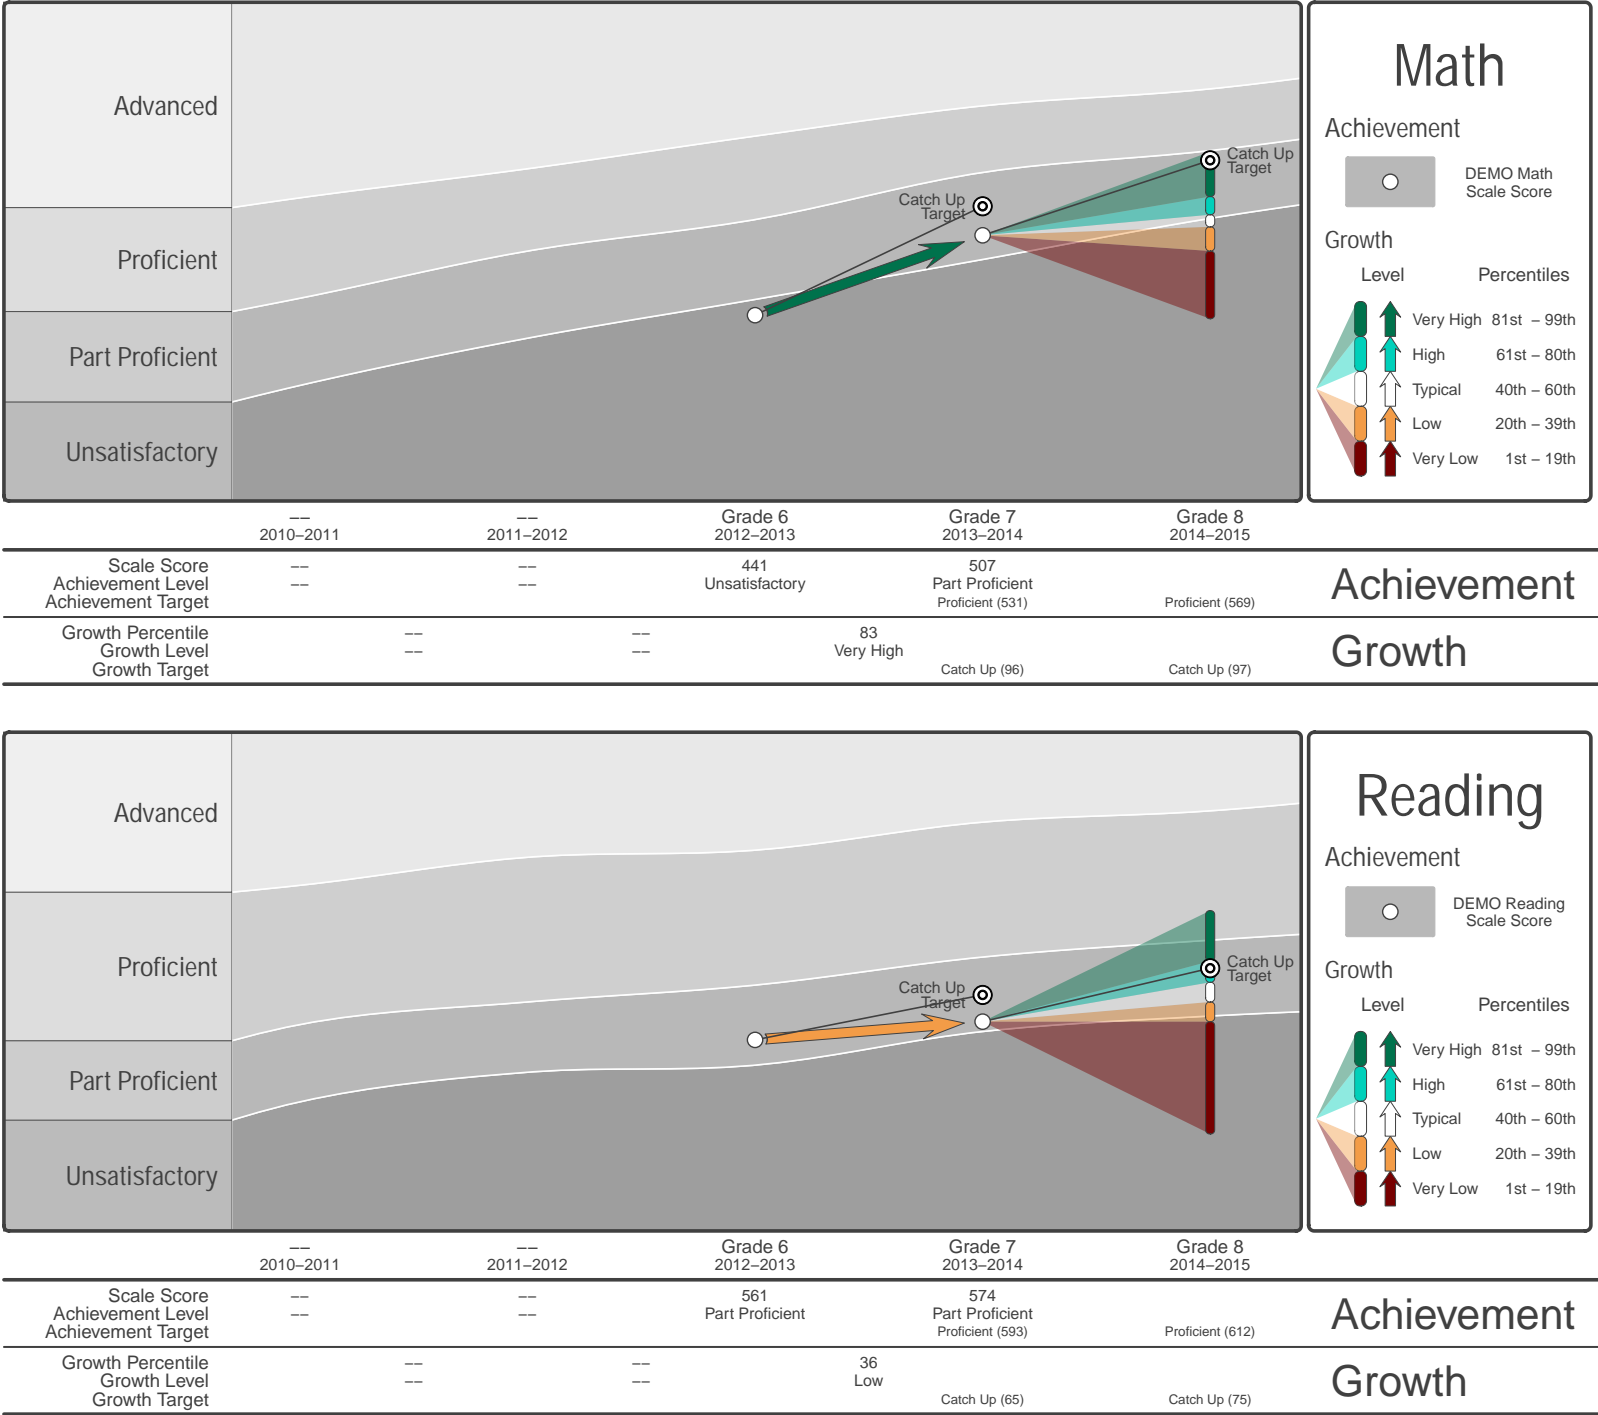 Advanced
Proficient
Part Proficient
Unsatisfactory
Catch Up
Target
Catch Up
Target
Math
Achievement
DEMO Math
Scale Score
Growth
Level Percentiles
Very High 81st – 99th
High 61st – 80th
Typical 40th – 60th
Low 20th – 39th
Very Low 1st – 19th
–– –– Grade 6 Grade 7 Grade 8
2010–2011 2011–2012 2012–2013 2013–2014 2014–2015
Scale Score –– –– 441 507
Achievement Level –– –– Unsatisfactory Part Proficient
Achievement Target Proficient (531) Proficient (569)
Achievement
Growth Percentile –– –– 83
Growth Level –– –– Very High
Growth Target Catch Up (96) Catch Up (97)
Growth
Advanced
Proficient
Part Proficient
Unsatisfactory
Catch Up
Target
Catch Up
Target
Reading
Achievement
DEMO Reading
Scale Score
Growth
Level Percentiles
Very High 81st – 99th
High 61st – 80th
Typical 40th – 60th
Low 20th – 39th
Very Low 1st – 19th
–– –– Grade 6 Grade 7 Grade 8
2010–2011 2011–2012 2012–2013 2013–2014 2014–2015
Scale Score –– –– 561 574
Achievement Level –– –– Part Proficient Part Proficient
Achievement Target Proficient (593) Proficient (612)
Achievement
Growth Percentile –– –– 36
Growth Level –– –– Low
Growth Target Catch Up (65) Catch Up (75)
Growth